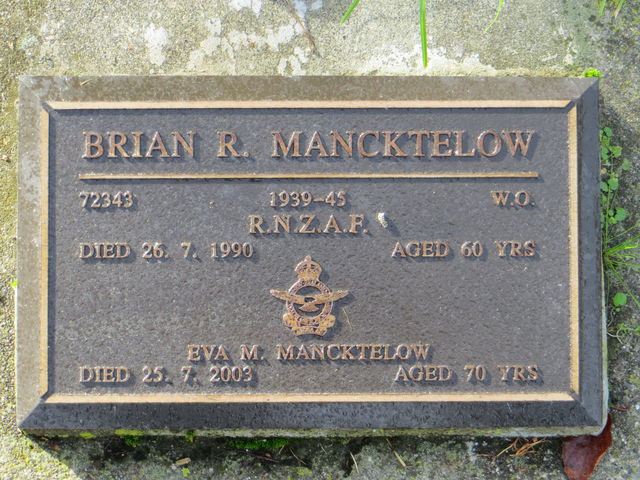 BRIAN R. MANCKTELOW
72343 1939-45 W.O.
R.N.Z.A.F.
DIED 26. 7. 1990 AGED 60 YRS
EVA M. MANCKTELOW
DIED 25. 7. 2003 AGED 70 YRS